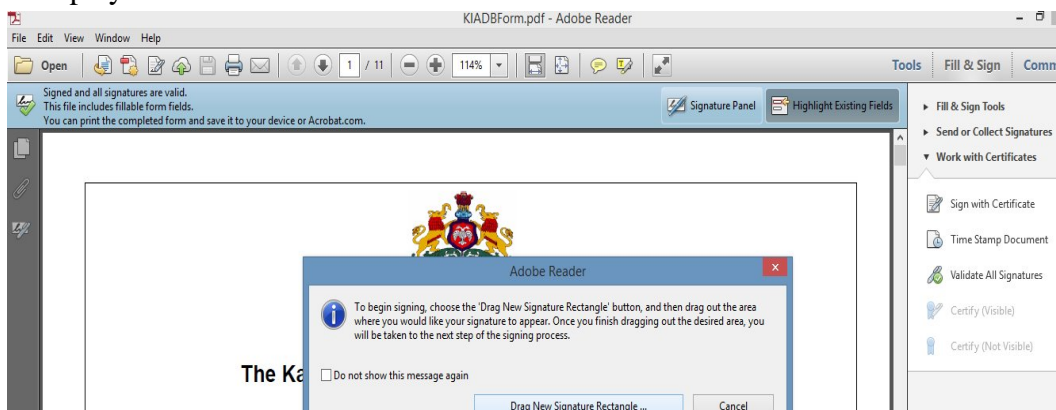 KIADBForm.pdf - Adobe Reader
File Edit View Window Help
Open 1 / 11 114% Tools Fill & Sign
Signed and all signatures are valid.
This file includes fillable form fields.
You can print the completed form and save it to your device or Acrobat.com.
Signature Panel Highlight Existing Fields
Fill & Sign Tools
Send or Collect Signatures
Work with Certificates
Sign with Certificate
Time Stamp Document
Validate All Signatures
Certify (Visible)
Certify (Not Visible)
Adobe Reader
To begin signing, choose the 'Drag New Signature Rectangle' button, and then drag out the area
where you would like your signature to appear. Once you finish dragging out the desired area, you
will be taken to the next step of the signing process.
Do not show this message again
The Ka
Drag New Signature Rectangle ... Cancel